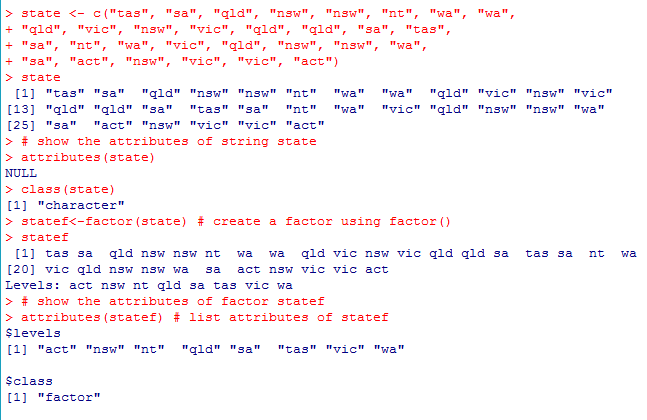 > state <- c("tas", "sa", "qld", "nsw", "nsw", "nt", "wa", "wa",
+ "qld", "vic", "nsw", "vic", "qld", "qld", "sa", "tas",
+ "sa", "nt", "wa", "vic", "qld", "nsw", "nsw", "wa",
+ "sa", "act", "nsw", "vic", "vic", "act")
> state
 [1] "tas" "sa"  "qld" "nsw" "nsw" "nt"  "wa"  "wa"  "qld" "vic" "nsw" "vic"
[13] "qld" "qld" "sa"  "tas" "sa"  "nt"  "wa"  "vic" "qld" "nsw" "nsw" "wa"
[25] "sa"  "act" "nsw" "vic" "vic" "act"
> # show the attributes of string state
> attributes(state)
NULL
> class(state)
[1] "character"
> statef<-factor(state) # create a factor using factor()
> statef
 [1] tas sa  qld nsw nsw nt  wa  wa  qld vic nsw vic qld qld sa  tas sa  nt  wa
[20] vic qld nsw nsw wa  sa  act nsw vic vic act
Levels: act nsw nt qld sa tas vic wa
> # show the attributes of factor statef
> attributes(statef) # list attributes of statef
$levels
[1] "act" "nsw" "nt"  "qld" "sa"  "tas" "vic" "wa"
$class
[1] "factor"